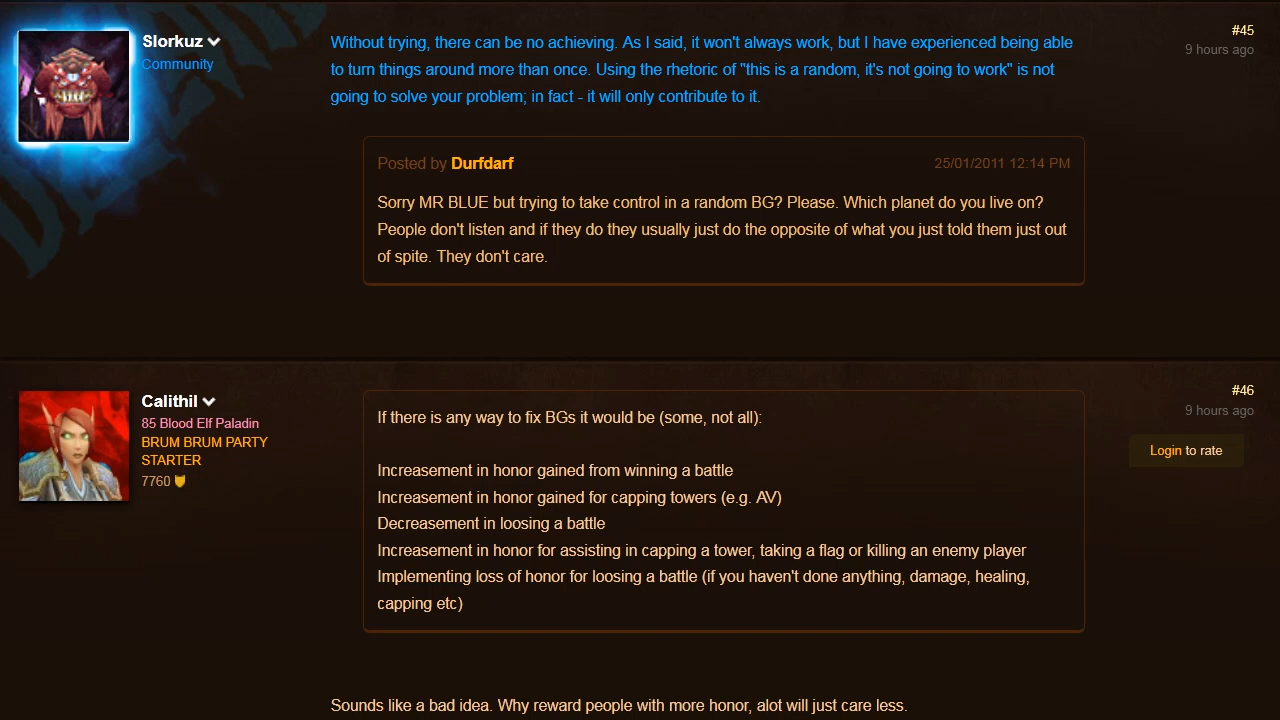 Slorkuz
Community
#45
9 hours ago
Without trying, there can be no achieving. As I said, it won't always work, but I have experienced being able
to turn things around more than once. Using the rhetoric of "this is a random, it's not going to work" is not
going to solve your problem; in fact - it will only contribute to it.
Posted by Durfdarf
25/01/2011 12:14 PM
Sorry MR BLUE but trying to take control in a random BG? Please. Which planet do you live on?
People don't listen and if they do they usually just do the opposite of what you just told them just out
of spite. They don't care.
Calithil
85 Blood Elf Paladin
BRUM BRUM PARTY
STARTER
7760
#46
9 hours ago
Login to rate
If there is any way to fix BGs it would be (some, not all):
Increasement in honor gained from winning a battle
Increasement in honor gained for capping towers (e.g. AV)
Decreasement in loosing a battle
Increasement in honor for assisting in capping a tower, taking a flag or killing an enemy player
Implementing loss of honor for loosing a battle (if you haven't done anything, damage, healing,
capping etc)
Sounds like a bad idea. Why reward people with more honor, alot will just care less.